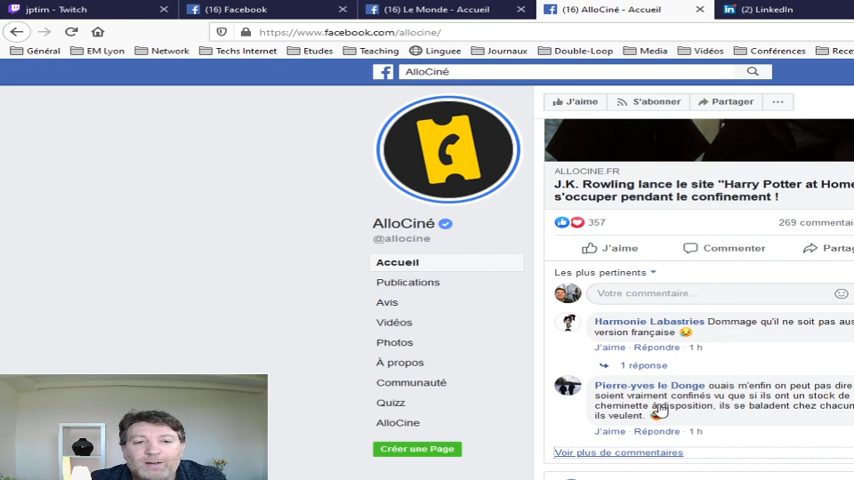 jptim - Twitch
(16) Facebook
(16) Le Monde - Accueil
(16) AlloCiné - Accueil
(2) LinkedIn
https://www.facebook.com/allocine/
Général EM Lyon Network Techs Internet Etudes Teaching Linguee Journaux Double-Loop Media Vidéos Conférences Rece
AlloCiné
J'aime S'abonner Partager
ALLOCINE.FR
J.K. Rowling lance le site "Harry Potter at Home
s'occuper pendant le confinement !
357 269 commentai
J'aime Commenter Parta
Les plus pertinents
Votre commentaire...
Harmonie Labastries Dommage qu'il ne soit pas aus
version française
J'aime · Répondre · 1 h
1 réponse
Pierre-yves le Donge ouais m'enfin on peut pas dire
soient vraiment confinés vu que si ils ont un stock de
cheminette à disposition, ils se baladent chez chacun
ils veulent.
J'aime · Répondre · 1 h
Voir plus de commentaires
AlloCiné
@allocine
Accueil
Publications
Avis
Vidéos
Photos
À propos
Communauté
Quizz
AlloCiné
Créer une Page